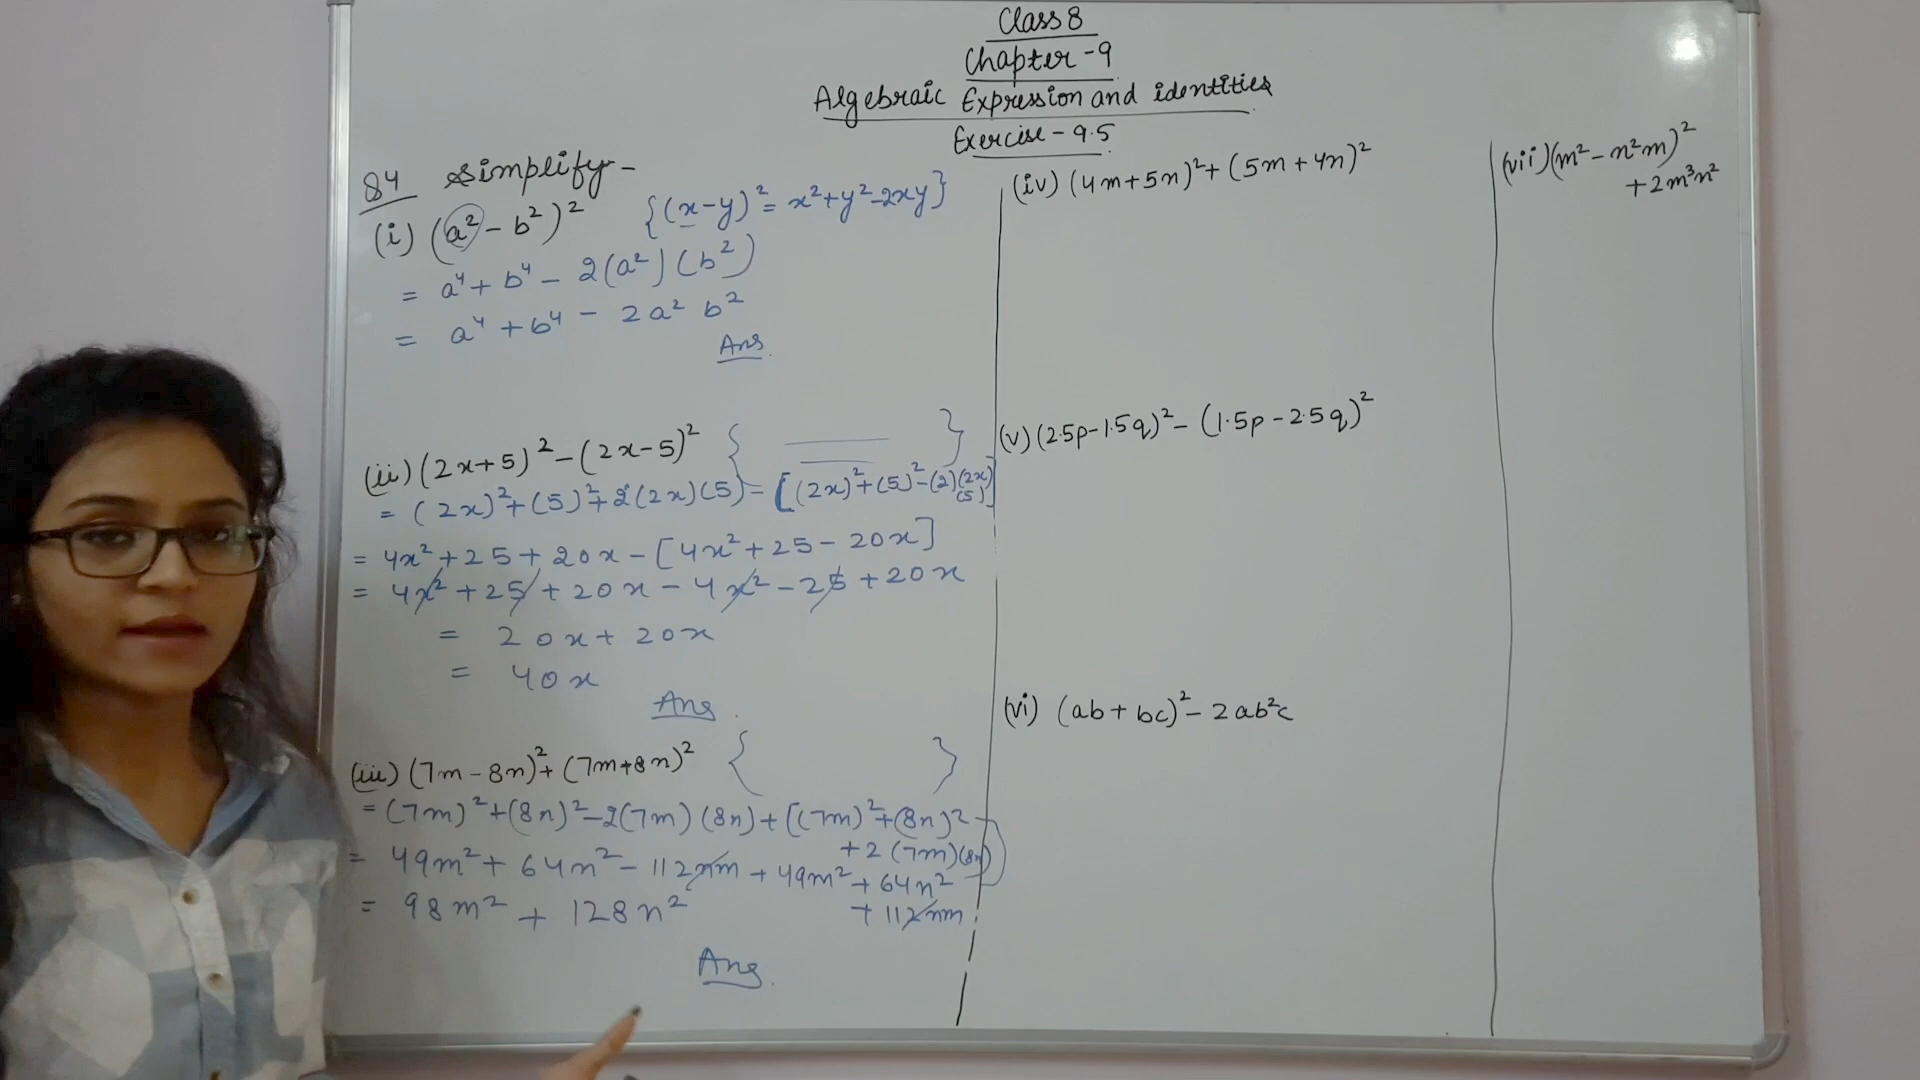 Class 8
Chapter - 9
Algebraic Expression and identities
Exercise - 9.5
84 Simplify -
(i) (a² - b²)² {(x-y)² = x²+y²-2xy}
= a⁴ + b⁴ - 2(a²)(b²)
= a⁴ + b⁴ - 2a² b²
Ans.
(ii) (2x+5)² - (2x-5)² { }
= (2x)²+(5)²+2(2x)(5) = [(2x)²+(5)²-(2)(2x)(5)]
= 4x²+25+20x - [4x²+25-20x]
= 4x² + 25 + 20x - 4x² - 25 + 20x
= 20x + 20x
= 40x
Ans.
(iii) (7m - 8n)² + (7m+8n)² { }
= (7m)²+(8n)²-2(7m)(8n) + [(7m)²+(8n)²
+2(7m)(8n)
= 49m² + 64n² - 112nm + 49m² + 64n²
+ 112nm
= 98m² + 128n²
Ans.
(iv) (4m+5n)² + (5m+4n)²
(v) (2.5p-1.5q)² - (1.5p-2.5q)²
(vi) (ab+bc)² - 2ab²c
(vii) (m² - n²m)²
+ 2m³n²